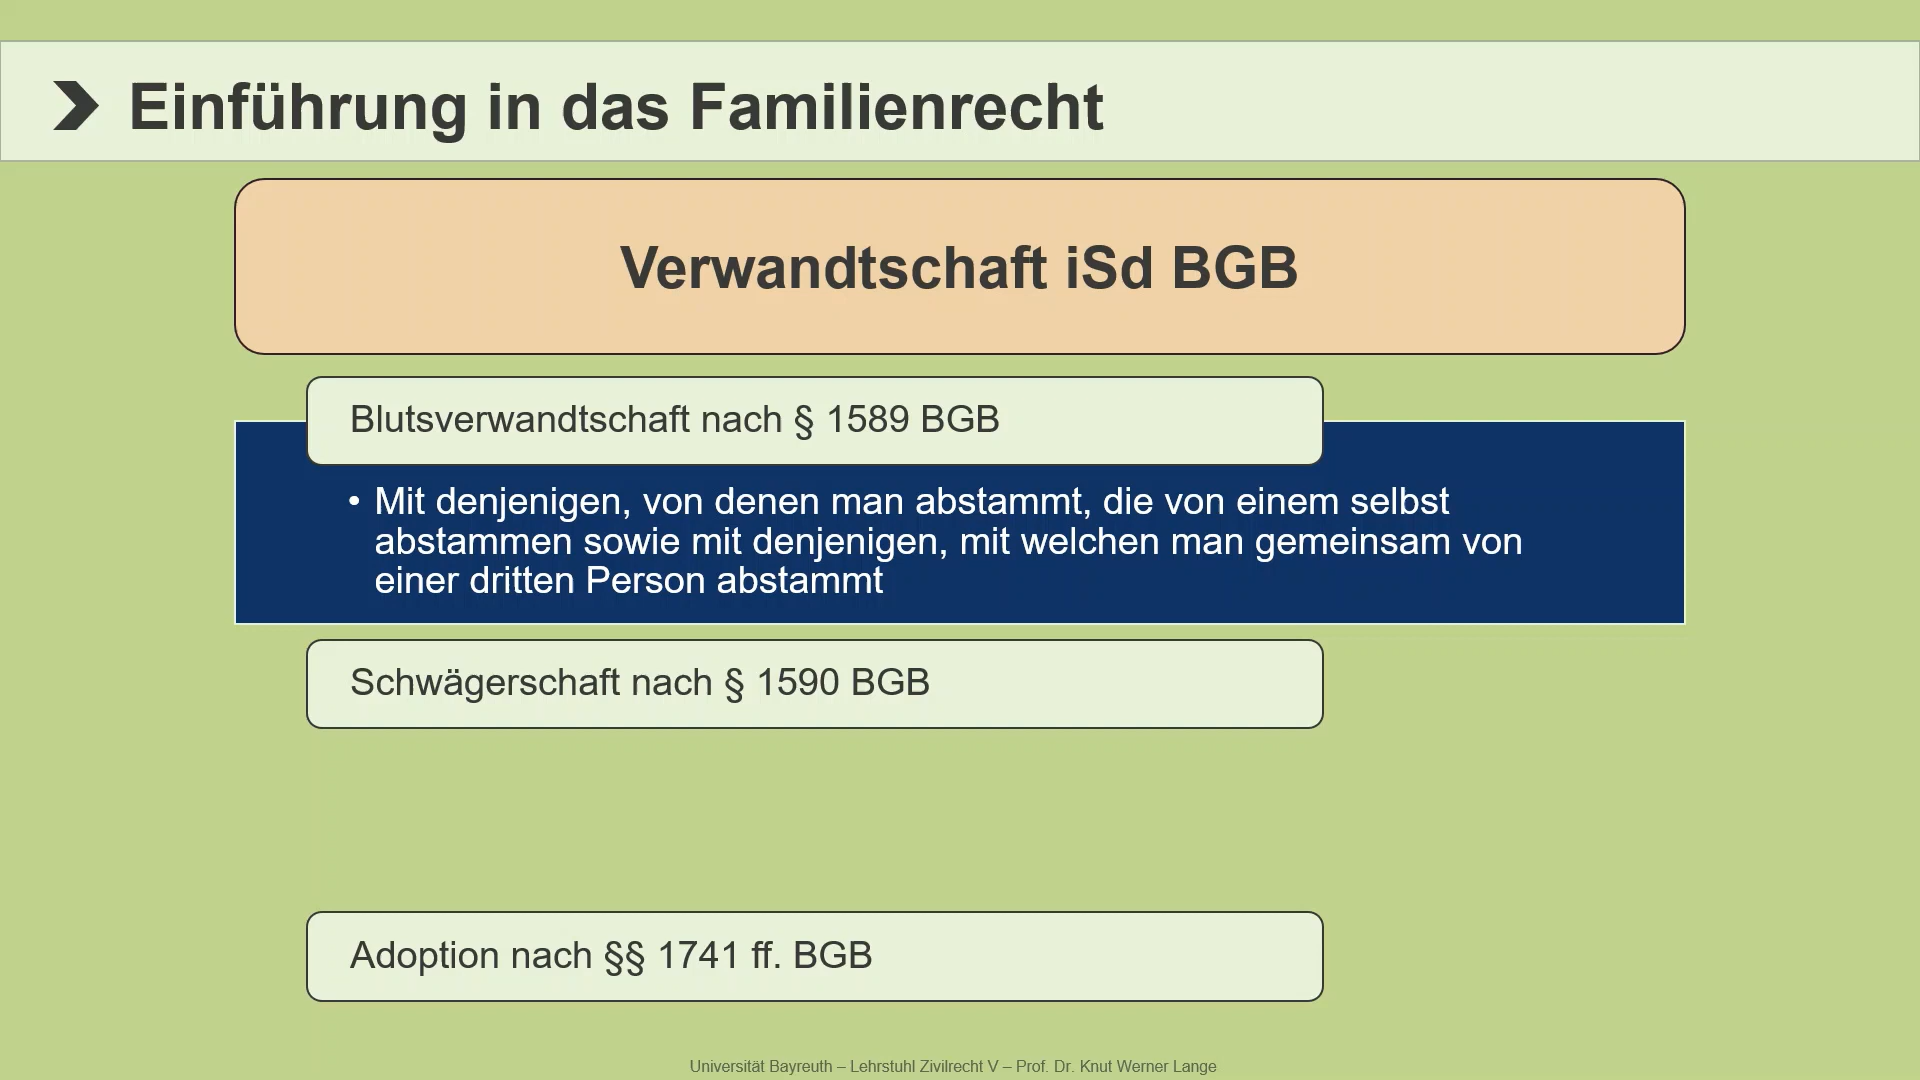 Einführung in das Familienrecht
Verwandtschaft iSd BGB
Blutsverwandtschaft nach § 1589 BGB
• Mit denjenigen, von denen man abstammt, die von einem selbst
abstammen sowie mit denjenigen, mit welchen man gemeinsam von
einer dritten Person abstammt
Schwägerschaft nach § 1590 BGB
Adoption nach §§ 1741 ff. BGB
Universität Bayreuth – Lehrstuhl Zivilrecht V – Prof. Dr. Knut Werner Lange